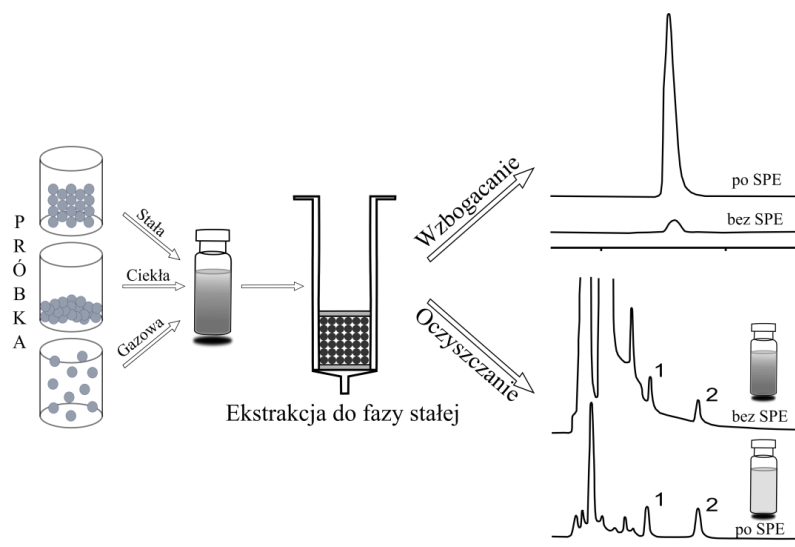 PRÓBKA
Stała
Ciekła
Gazowa
Ekstrakcja do fazy stałej
Wzbogacanie
Oczyszczanie
po SPE
bez SPE
1
2
bez SPE
1
2
po SPE